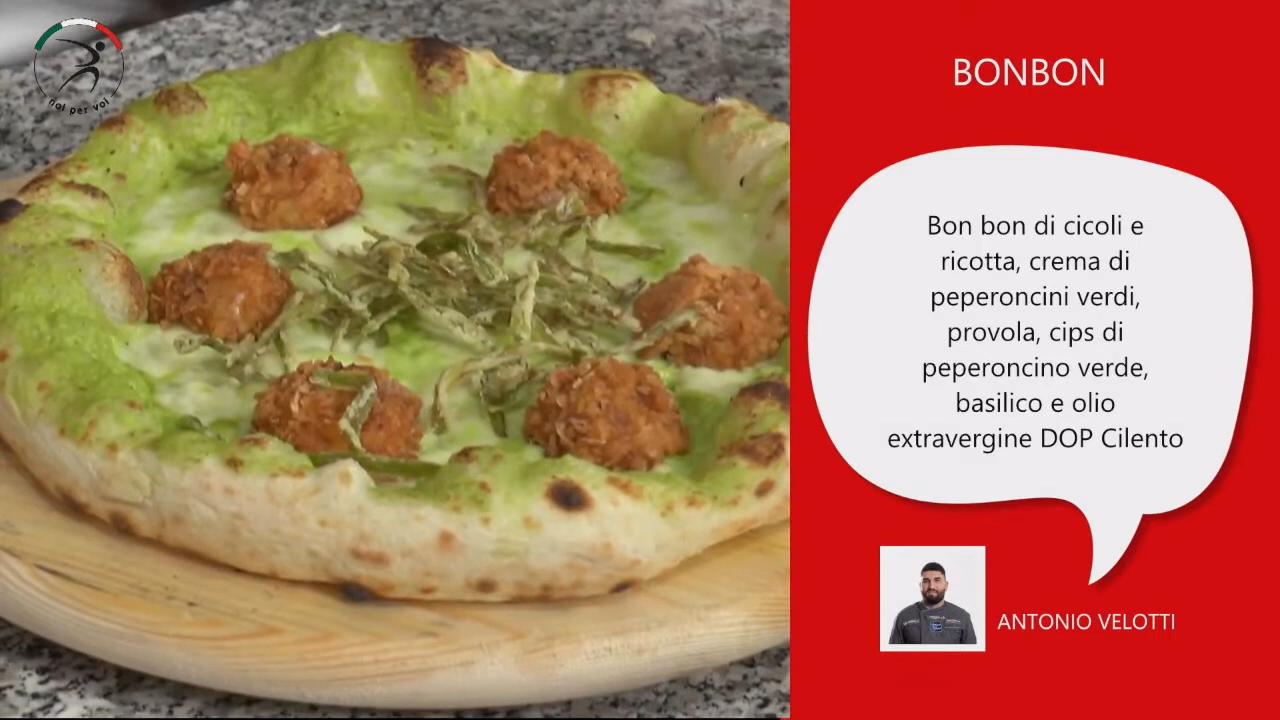 noi per voi
BONBON
Bon bon di cicoli e
ricotta, crema di
peperoncini verdi,
provola, cips di
peperoncino verde,
basilico e olio
extravergine DOP Cilento
ANTONIO VELOTTI